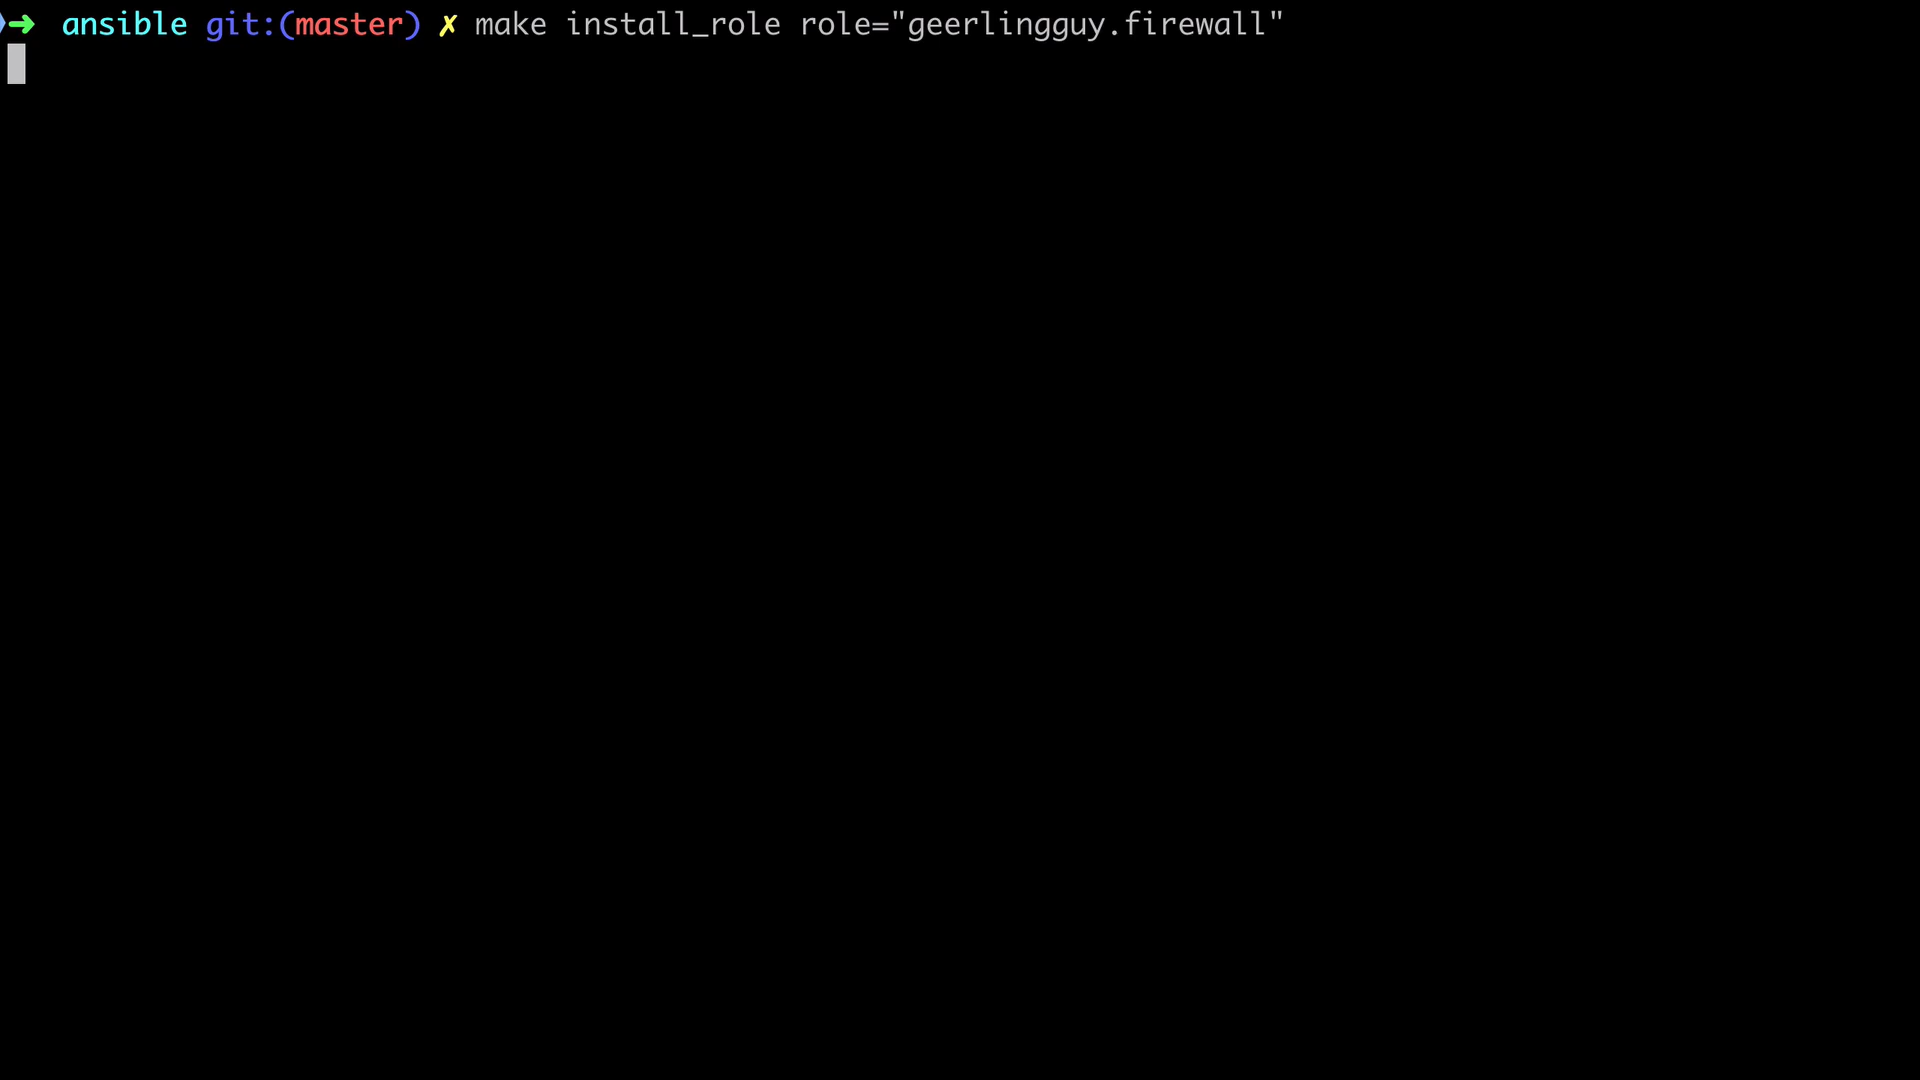 ➜ ansible git:(master) ✗ make install_role role="geerlingguy.firewall"